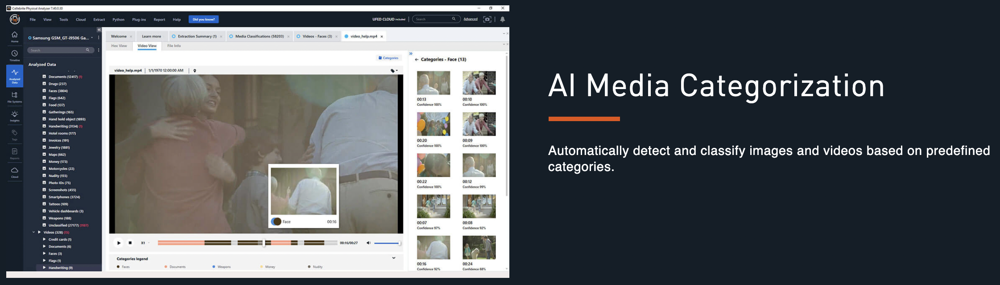 Cellebrite Physical Analyzer 7.40.0.30
File View Tools Cloud Extract Python Plug-ins Report Help Did you know?
UFED CLOUD included Search Advanced
Home
Timeline
Analyzed Data
File Systems
Insights
Tags
Reports
Cloud
Samsung GSM_GT-i9506 Ga...
Search
Analyzed Data
Documents (12417) (1)
Drugs (237)
Faces (3804)
Flags (642)
Food (137)
Gatherings (165)
Hand hold object (1893)
Handwriting (3134) (1)
Hotel rooms (177)
Invoices (191)
Jewelry (1881)
Maps (662)
Money (173)
Motorcycles (22)
Nudity (155)
Photo IDs (75)
Screenshots (455)
Smartphones (3724)
Tattoos (109)
Vehicle dashboards (3)
Weapons (188)
Unclassified (27177) (1187)
Videos (328) (15)
Credit cards (1)
Documents (6)
Faces (3)
Flags (1)
Handwriting (9)
Welcome × Learn more Extraction Summary (1) × Media Classifications (58203) × Videos - Faces (3) × video_help.mp4 ×
Hex View Video View File Info
Categories
video_help.mp4 | 1/1/1970 12:00:00 AM
Face 00:16
X1 00:16/00:27
Categories legend
Faces Documents Weapons Money Nudity
Categories - Face (13)
00:13 00:10
Confidence 100% Confidence 100%
00:20 00:09
Confidence 100% Confidence 100%
00:22 00:12
Confidence 100% Confidence 99%
00:07 00:08
Confidence 97% Confidence 92%
00:16 00:24
Confidence 92% Confidence 88%
AI Media Categorization
Automatically detect and classify images and videos based on predefined
categories.